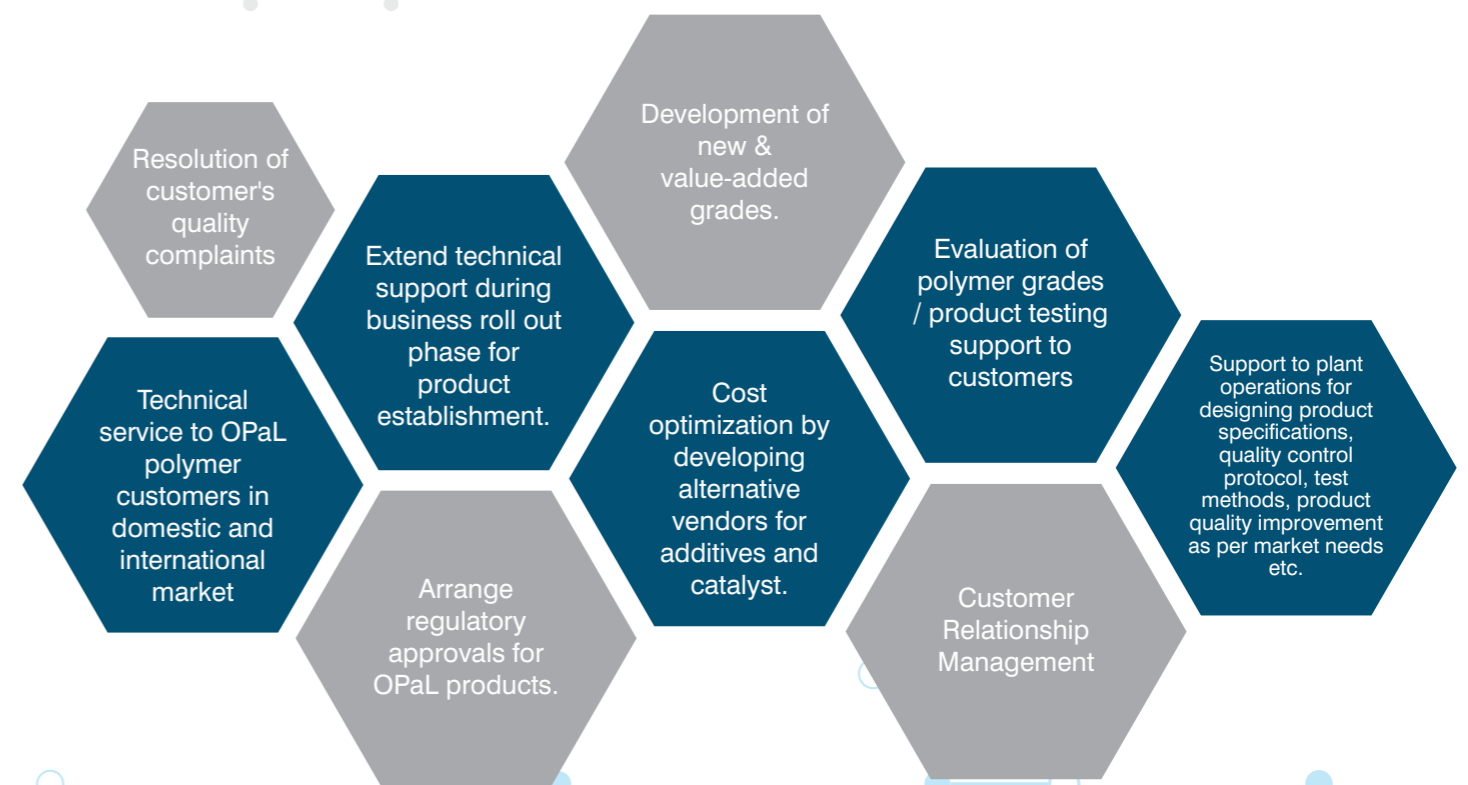 Resolution of
customer's
quality
complaints
Development of
new &
value-added
grades.
Extend technical
support during
business roll out
phase for
product
establishment.
Evaluation of
polymer grades
/ product testing
support to
customers
Technical
service to OPaL
polymer
customers in
domestic and
international
market
Cost
optimization by
developing
alternative
vendors for
additives and
catalyst.
Support to plant
operations for
designing product
specifications,
quality control
protocol, test
methods, product
quality improvement
as per market needs
etc.
Arrange
regulatory
approvals for
OPaL products.
Customer
Relationship
Management